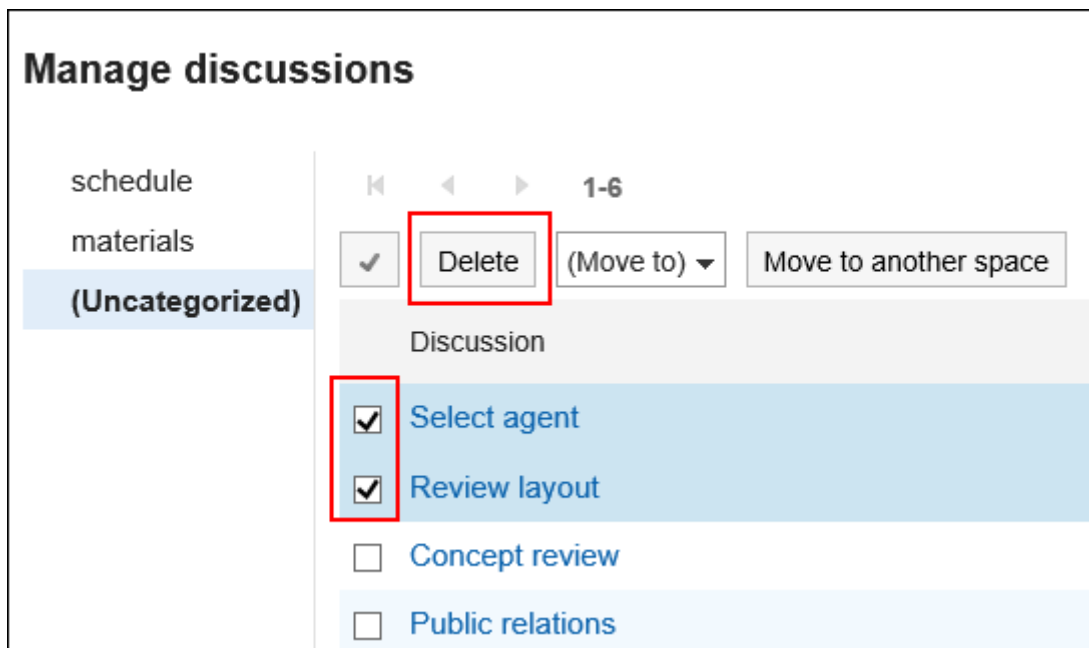 Manage discussions
schedule
materials
(Uncategorized)
1-6
Delete
(Move to)
Move to another space
Discussion
Select agent
Review layout
Concept review
Public relations